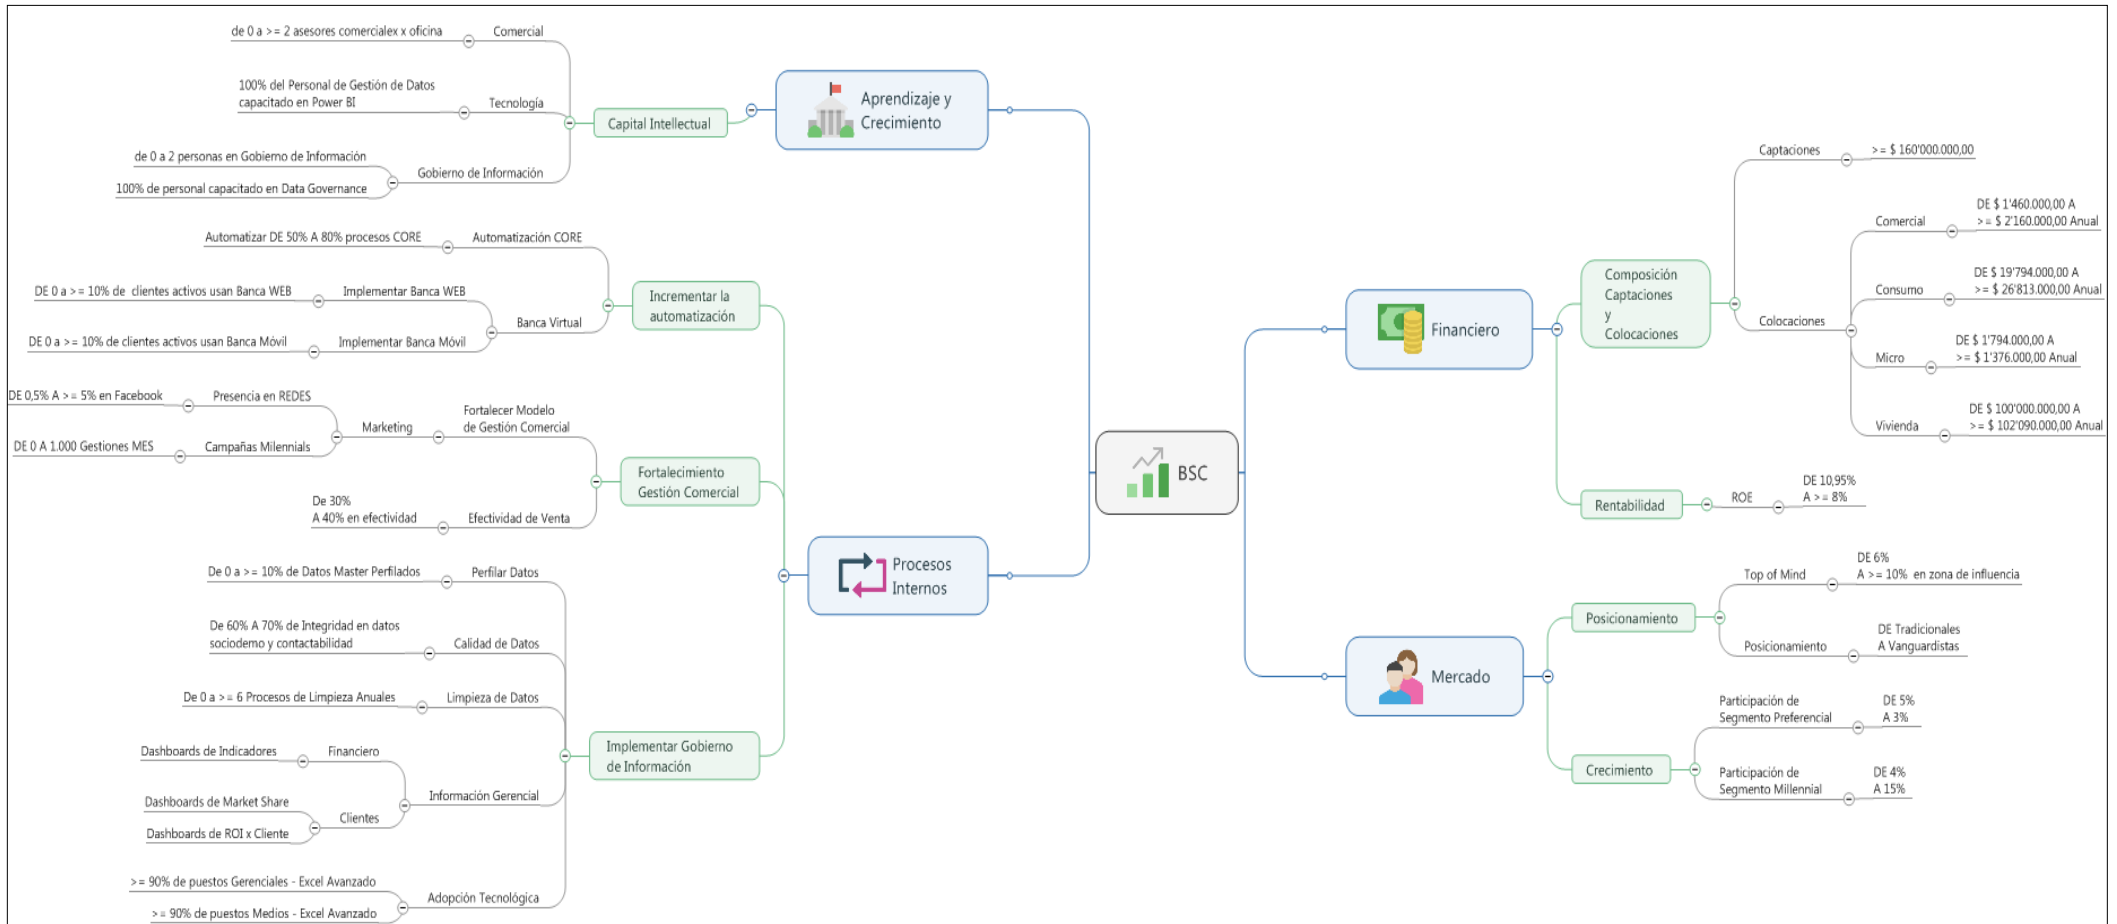 BSC
Aprendizaje y
Crecimiento
Capital Intellectual
Comercial
de 0 a >= 2 asesores comercialex x oficina
Tecnología
100% del Personal de Gestión de Datos
capacitado en Power BI
Gobierno de Información
de 0 a 2 personas en Gobierno de Información
100% de personal capacitado en Data Governance
Procesos
Internos
Incrementar la
automatización
Automatización CORE
Automatizar DE 50% A 80% procesos CORE
Banca Virtual
Implementar Banca WEB
DE 0 a >= 10% de clientes activos usan Banca WEB
Implementar Banca Móvil
DE 0 a >= 10% de clientes activos usan Banca Móvil
Fortalecimiento
Gestión Comercial
Fortalecer Modelo
de Gestión Comercial
Marketing
Presencia en REDES
DE 0,5% A >= 5% en Facebook
Campañas Milennials
DE 0 A 1.000 Gestiones MES
Efectividad de Venta
De 30%
A 40% en efectividad
Implementar Gobierno
de Información
Perfilar Datos
De 0 a >= 10% de Datos Master Perfilados
Calidad de Datos
De 60% A 70% de Integridad en datos
sociodemo y contactabilidad
Limpieza de Datos
De 0 a >= 6 Procesos de Limpieza Anuales
Información Gerencial
Financiero
Dashboards de Indicadores
Clientes
Dashboards de Market Share
Dashboards de ROI x Cliente
Adopción Tecnológica
>= 90% de puestos Gerenciales - Excel Avanzado
>= 90% de puestos Medios - Excel Avanzado
Financiero
Composición
Captaciones
y
Colocaciones
Captaciones
>= $ 160'000.000,00
Colocaciones
Comercial
DE $ 1'460.000,00 A
>= $ 2'160.000,00 Anual
Consumo
DE $ 19'794.000,00 A
>= $ 26'813.000,00 Anual
Micro
DE $ 1'794.000,00 A
>= $ 1'376.000,00 Anual
Vivienda
DE $ 100'000.000,00 A
>= $ 102'090.000,00 Anual
Rentabilidad
ROE
DE 10,95%
A >= 8%
Mercado
Posicionamiento
Top of Mind
DE 6%
A >= 10% en zona de influencia
Posicionamiento
DE Tradicionales
A Vanguardistas
Crecimiento
Participación de
Segmento Preferencial
DE 5%
A 3%
Participación de
Segmento Millennial
DE 4%
A 15%